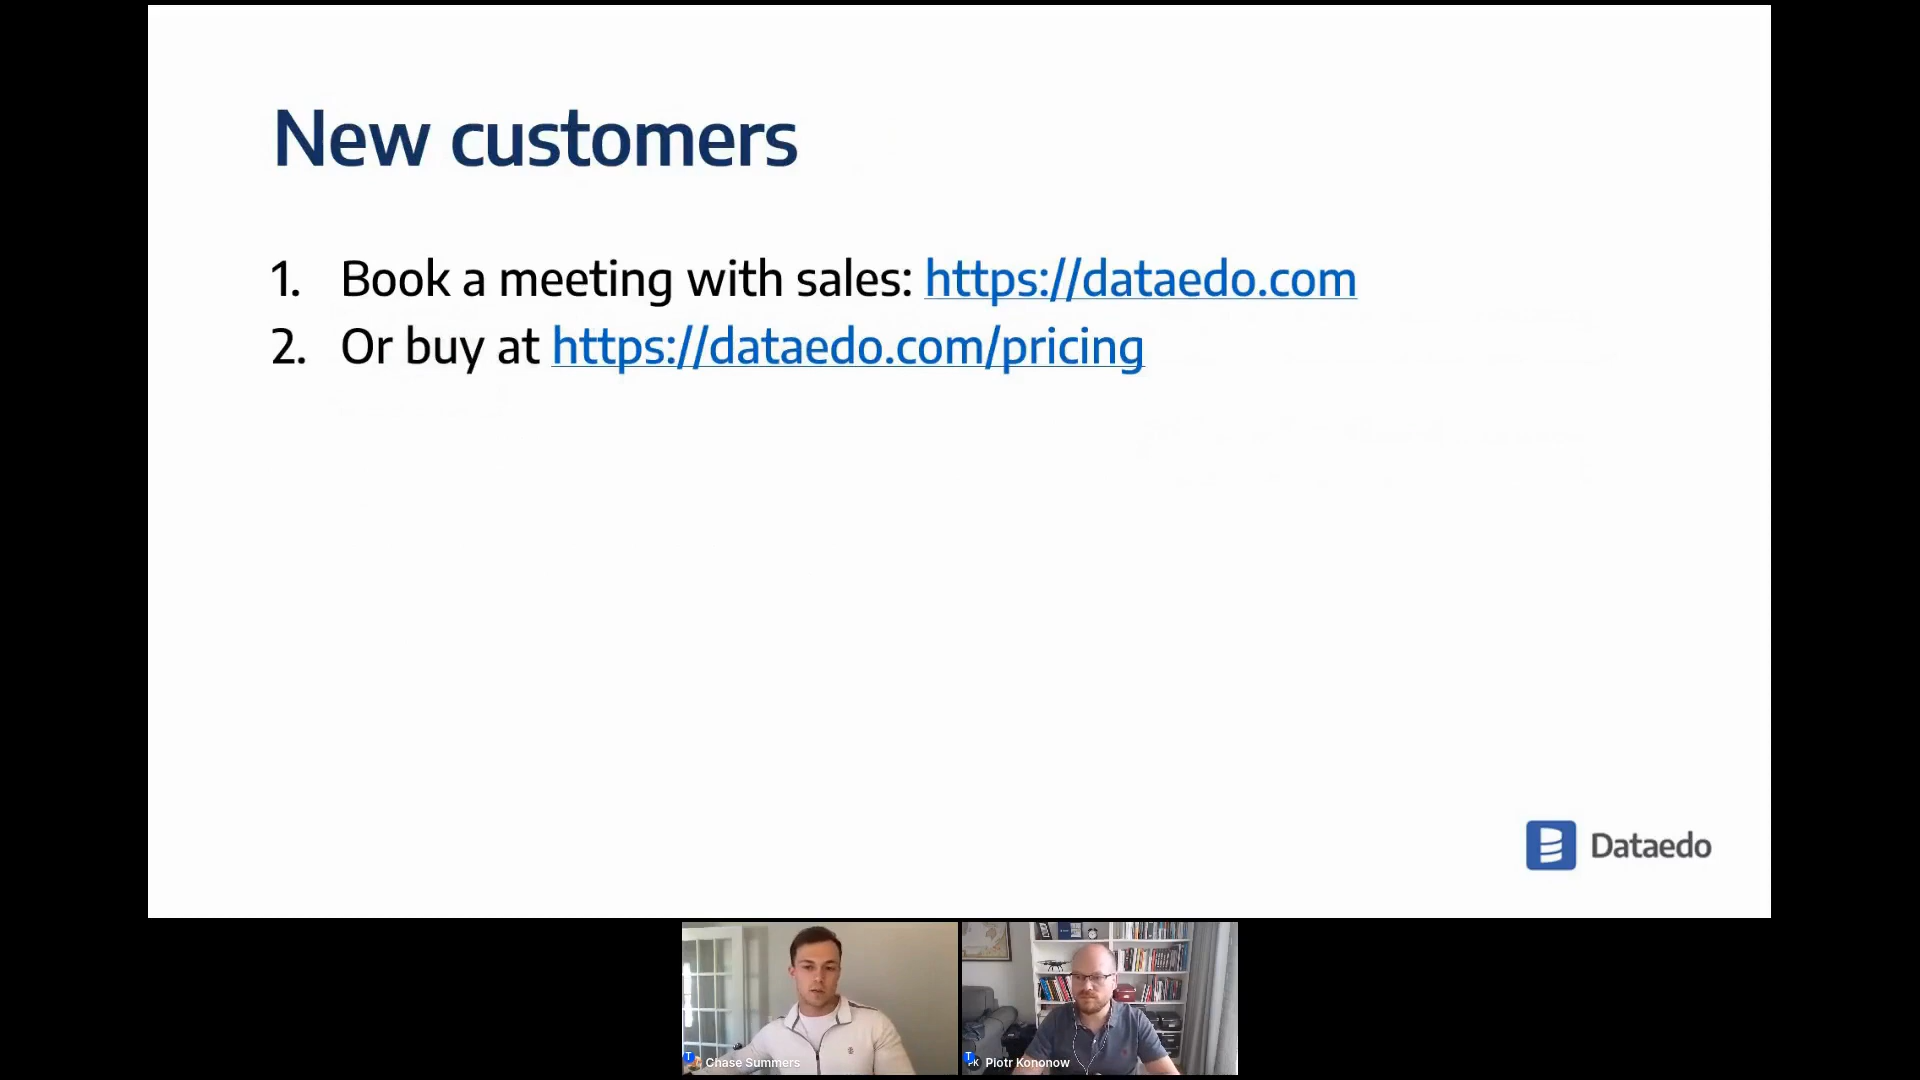 New customers
1. Book a meeting with sales: https://dataedo.com
2. Or buy at https://dataedo.com/pricing
Dataedo
T Chase Summers
T PK Piotr Kononow